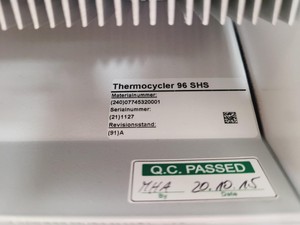 Thermocycler 96 SHS
Materialnummer:
(240)07745320001
Serialnummer:
(21)1127
Revisionsstand:
(91)A
Q.C. PASSED
MHA 20.10.15
By Date